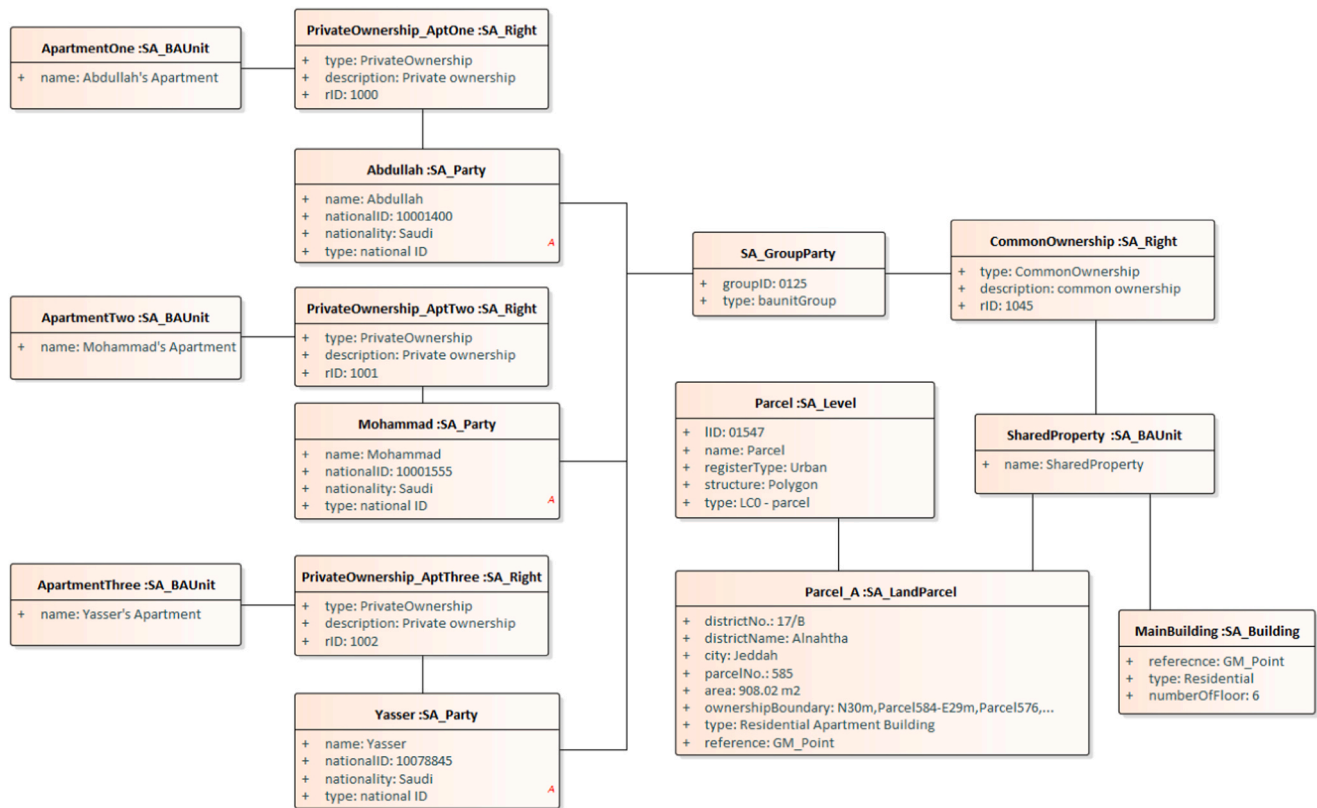 ApartmentOne :SA_BAUnit
+ name: Abdullah's Apartment
PrivateOwnership_AptOne :SA_Right
+ type: PrivateOwnership
+ description: Private ownership
+ rID: 1000
Abdullah :SA_Party
+ name: Abdullah
+ nationalID: 10001400
+ nationality: Saudi
+ type: national ID
A
ApartmentTwo :SA_BAUnit
+ name: Mohammad's Apartment
PrivateOwnership_AptTwo :SA_Right
+ type: PrivateOwnership
+ description: Private ownership
+ rID: 1001
Mohammad :SA_Party
+ name: Mohammad
+ nationalID: 10001555
+ nationality: Saudi
+ type: national ID
A
ApartmentThree :SA_BAUnit
+ name: Yasser's Apartment
PrivateOwnership_AptThree :SA_Right
+ type: PrivateOwnership
+ description: Private ownership
+ rID: 1002
Yasser :SA_Party
+ name: Yasser
+ nationalID: 10078845
+ nationality: Saudi
+ type: national ID
A
SA_GroupParty
+ groupID: 0125
+ type: baunitGroup
CommonOwnership :SA_Right
+ type: CommonOwnership
+ description: common ownership
+ rID: 1045
Parcel :SA_Level
+ lID: 01547
+ name: Parcel
+ registerType: Urban
+ structure: Polygon
+ type: LC0 - parcel
SharedProperty :SA_BAUnit
+ name: SharedProperty
Parcel_A :SA_LandParcel
+ districtNo.: 17/B
+ districtName: Alnahtha
+ city: Jeddah
+ parcelNo.: 585
+ area: 908.02 m2
+ ownershipBoundary: N30m,Parcel584-E29m,Parcel576,...
+ type: Residential Apartment Building
+ reference: GM_Point
MainBuilding :SA_Building
+ referecnce: GM_Point
+ type: Residential
+ numberOfFloor: 6